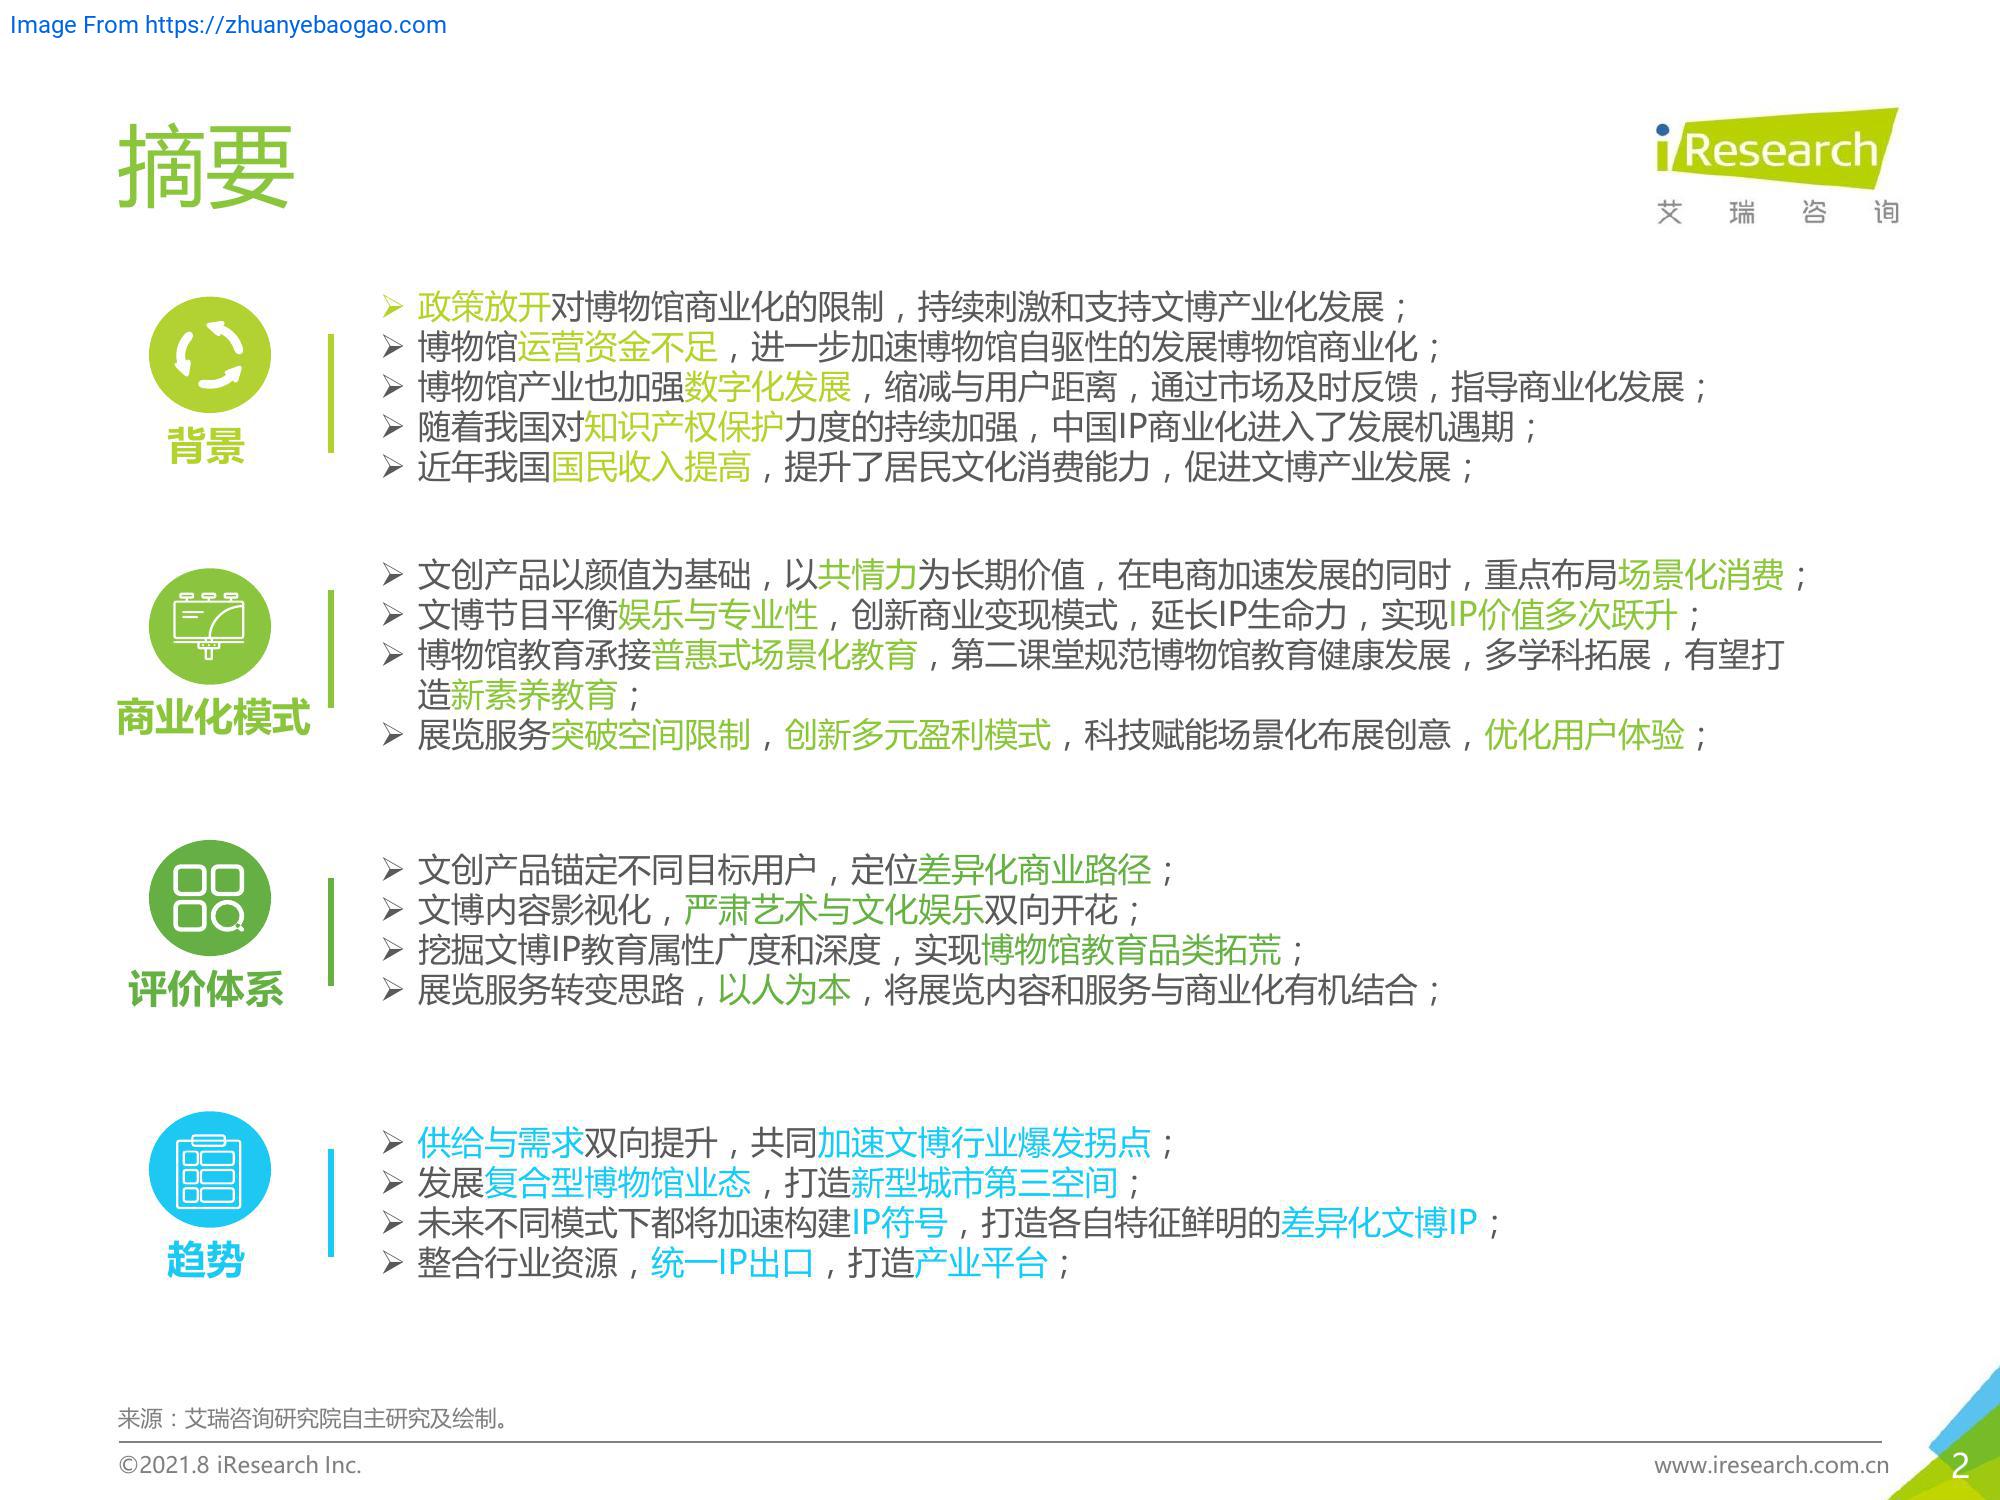 Image From https://zhuanyebaogao.com
摘要
iResearch
艾瑞咨询
背景
政策放开对博物馆商业化的限制，持续刺激和支持文博产业化发展；
博物馆运营资金不足，进一步加速博物馆自驱性的发展博物馆商业化；
博物馆产业也加强数字化发展，缩减与用户距离，通过市场及时反馈，指导商业化发展；
随着我国对知识产权保护力度的持续加强，中国IP商业化进入了发展机遇期；
近年我国国民收入提高，提升了居民文化消费能力，促进文博产业发展；
商业化模式
文创产品以颜值为基础，以共情力为长期价值，在电商加速发展的同时，重点布局场景化消费；
文博节目平衡娱乐与专业性，创新商业变现模式，延长IP生命力，实现IP价值多次跃升；
博物馆教育承接普惠式场景化教育，第二课堂规范博物馆教育健康发展，多学科拓展，有望打
造新素养教育；
展览服务突破空间限制，创新多元盈利模式，科技赋能场景化布展创意，优化用户体验；
评价体系
文创产品锚定不同目标用户，定位差异化商业路径；
文博内容影视化，严肃艺术与文化娱乐双向开花；
挖掘文博IP教育属性广度和深度，实现博物馆教育品类拓荒；
展览服务转变思路，以人为本，将展览内容和服务与商业化有机结合；
趋势
供给与需求双向提升，共同加速文博行业爆发拐点；
发展复合型博物馆业态，打造新型城市第三空间；
未来不同模式下都将加速构建IP符号，打造各自特征鲜明的差异化文博IP；
整合行业资源，统一IP出口，打造产业平台；
来源：艾瑞咨询研究院自主研究及绘制。
©2021.8 iResearch Inc.
www.iresearch.com.cn
2